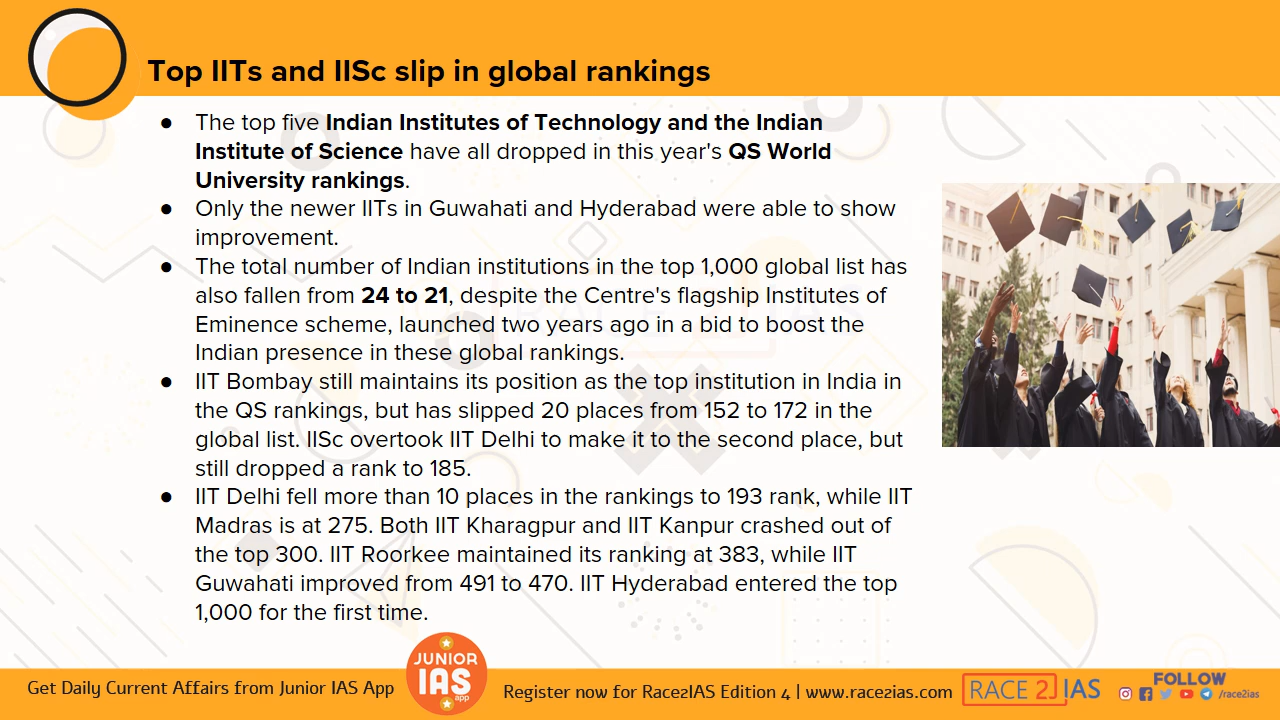 Top IITs and IISc slip in global rankings
● The top five Indian Institutes of Technology and the Indian
Institute of Science have all dropped in this year's QS World
University rankings.
● Only the newer IITs in Guwahati and Hyderabad were able to show
improvement.
● The total number of Indian institutions in the top 1,000 global list has
also fallen from 24 to 21, despite the Centre's flagship Institutes of
Eminence scheme, launched two years ago in a bid to boost the
Indian presence in these global rankings.
● IIT Bombay still maintains its position as the top institution in India in
the QS rankings, but has slipped 20 places from 152 to 172 in the
global list. IISc overtook IIT Delhi to make it to the second place, but
still dropped a rank to 185.
● IIT Delhi fell more than 10 places in the rankings to 193 rank, while IIT
Madras is at 275. Both IIT Kharagpur and IIT Kanpur crashed out of
the top 300. IIT Roorkee maintained its ranking at 383, while IIT
Guwahati improved from 491 to 470. IIT Hyderabad entered the top
1,000 for the first time.
Get Daily Current Affairs from Junior IAS App
JUNIOR
IAS
app
Register now for Race2IAS Edition 4 | www.race2ias.com
RACE 2 IAS
FOLLOW
/race2ias